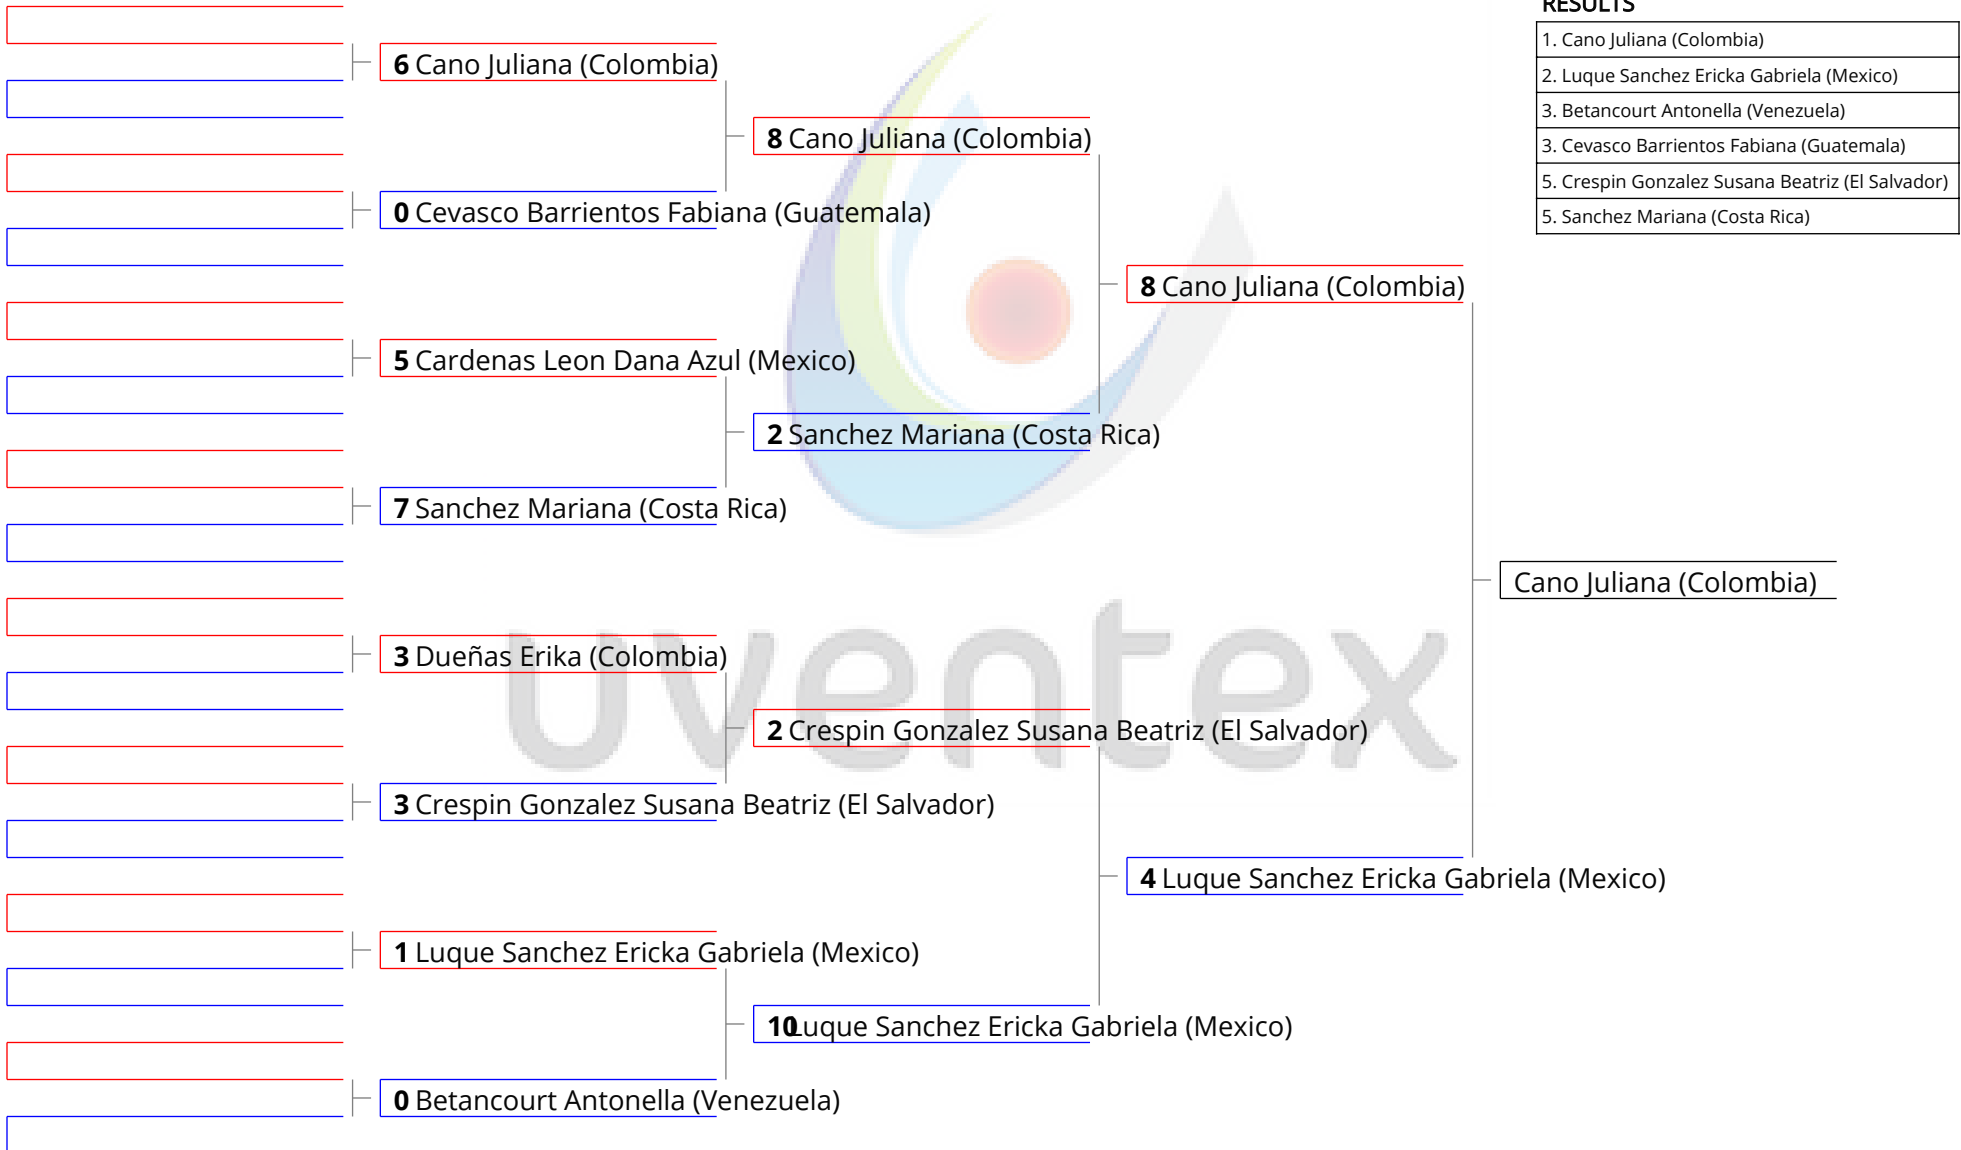 RESULTS
1. Cano Juliana (Colombia)
2. Luque Sanchez Ericka Gabriela (Mexico)
3. Betancourt Antonella (Venezuela)
3. Cevasco Barrientos Fabiana (Guatemala)
5. Crespin Gonzalez Susana Beatriz (El Salvador)
5. Sanchez Mariana (Costa Rica)
6 Cano Juliana (Colombia)
8 Cano Juliana (Colombia)
0 Cevasco Barrientos Fabiana (Guatemala)
8 Cano Juliana (Colombia)
5 Cardenas Leon Dana Azul (Mexico)
2 Sanchez Mariana (Costa Rica)
7 Sanchez Mariana (Costa Rica)
Cano Juliana (Colombia)
3 Dueñas Erika (Colombia)
uventex
2 Crespin Gonzalez Susana Beatriz (El Salvador)
3 Crespin Gonzalez Susana Beatriz (El Salvador)
4 Luque Sanchez Ericka Gabriela (Mexico)
1 Luque Sanchez Ericka Gabriela (Mexico)
10 Luque Sanchez Ericka Gabriela (Mexico)
0 Betancourt Antonella (Venezuela)